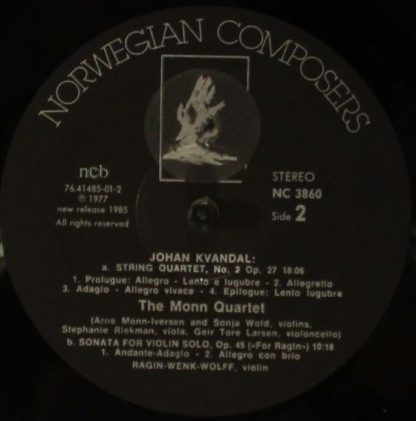 NORWEGIAN COMPOSERS
ncb
76.41485-01-2
℗ 1977
new release 1985
All rights reserved
STEREO
NC 3860
Side 2
JOHAN KVANDAL:
a. STRING QUARTET, No. 2 Op. 27 18:06
1. Prologue: Allegro - Lento e lugubre - 2. Allegretto
3. Adagio - Allegro vivace - 4. Epilogue: Lento lugubre
The Monn Quartet
(Arne Monn-Iversen and Sonja Wold, violins,
Stephanie Riekman, viola, Geir Tore Larsen, violoncello)
b. SONATA FOR VIOLIN SOLO, Op. 45 («For Ragin») 10:18
1. Andante-Adagio - 2. Allegro con brio
RAGIN-WENK-WOLFF, violin